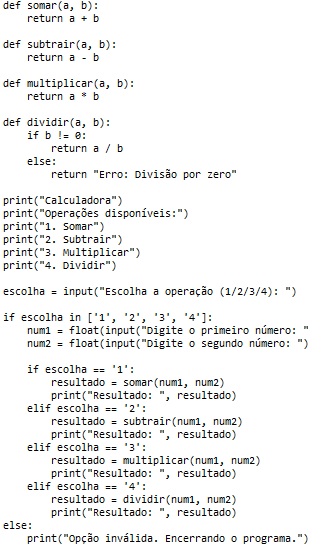 def somar(a, b):
    return a + b

def subtrair(a, b):
    return a - b

def multiplicar(a, b):
    return a * b

def dividir(a, b):
    if b != 0:
        return a / b
    else:
        return "Erro: Divisão por zero"

print("Calculadora")
print("Operações disponíveis:")
print("1. Somar")
print("2. Subtrair")
print("3. Multiplicar")
print("4. Dividir")

escolha = input("Escolha a operação (1/2/3/4): ")

if escolha in ['1', '2', '3', '4']:
    num1 = float(input("Digite o primeiro número: "
    num2 = float(input("Digite o segundo número: ")

    if escolha == '1':
        resultado = somar(num1, num2)
        print("Resultado: ", resultado)
    elif escolha == '2':
        resultado = subtrair(num1, num2)
        print("Resultado: ", resultado)
    elif escolha == '3':
        resultado = multiplicar(num1, num2)
        print("Resultado: ", resultado)
    elif escolha == '4':
        resultado = dividir(num1, num2)
        print("Resultado: ", resultado)
else:
    print("Opção inválida. Encerrando o programa.")